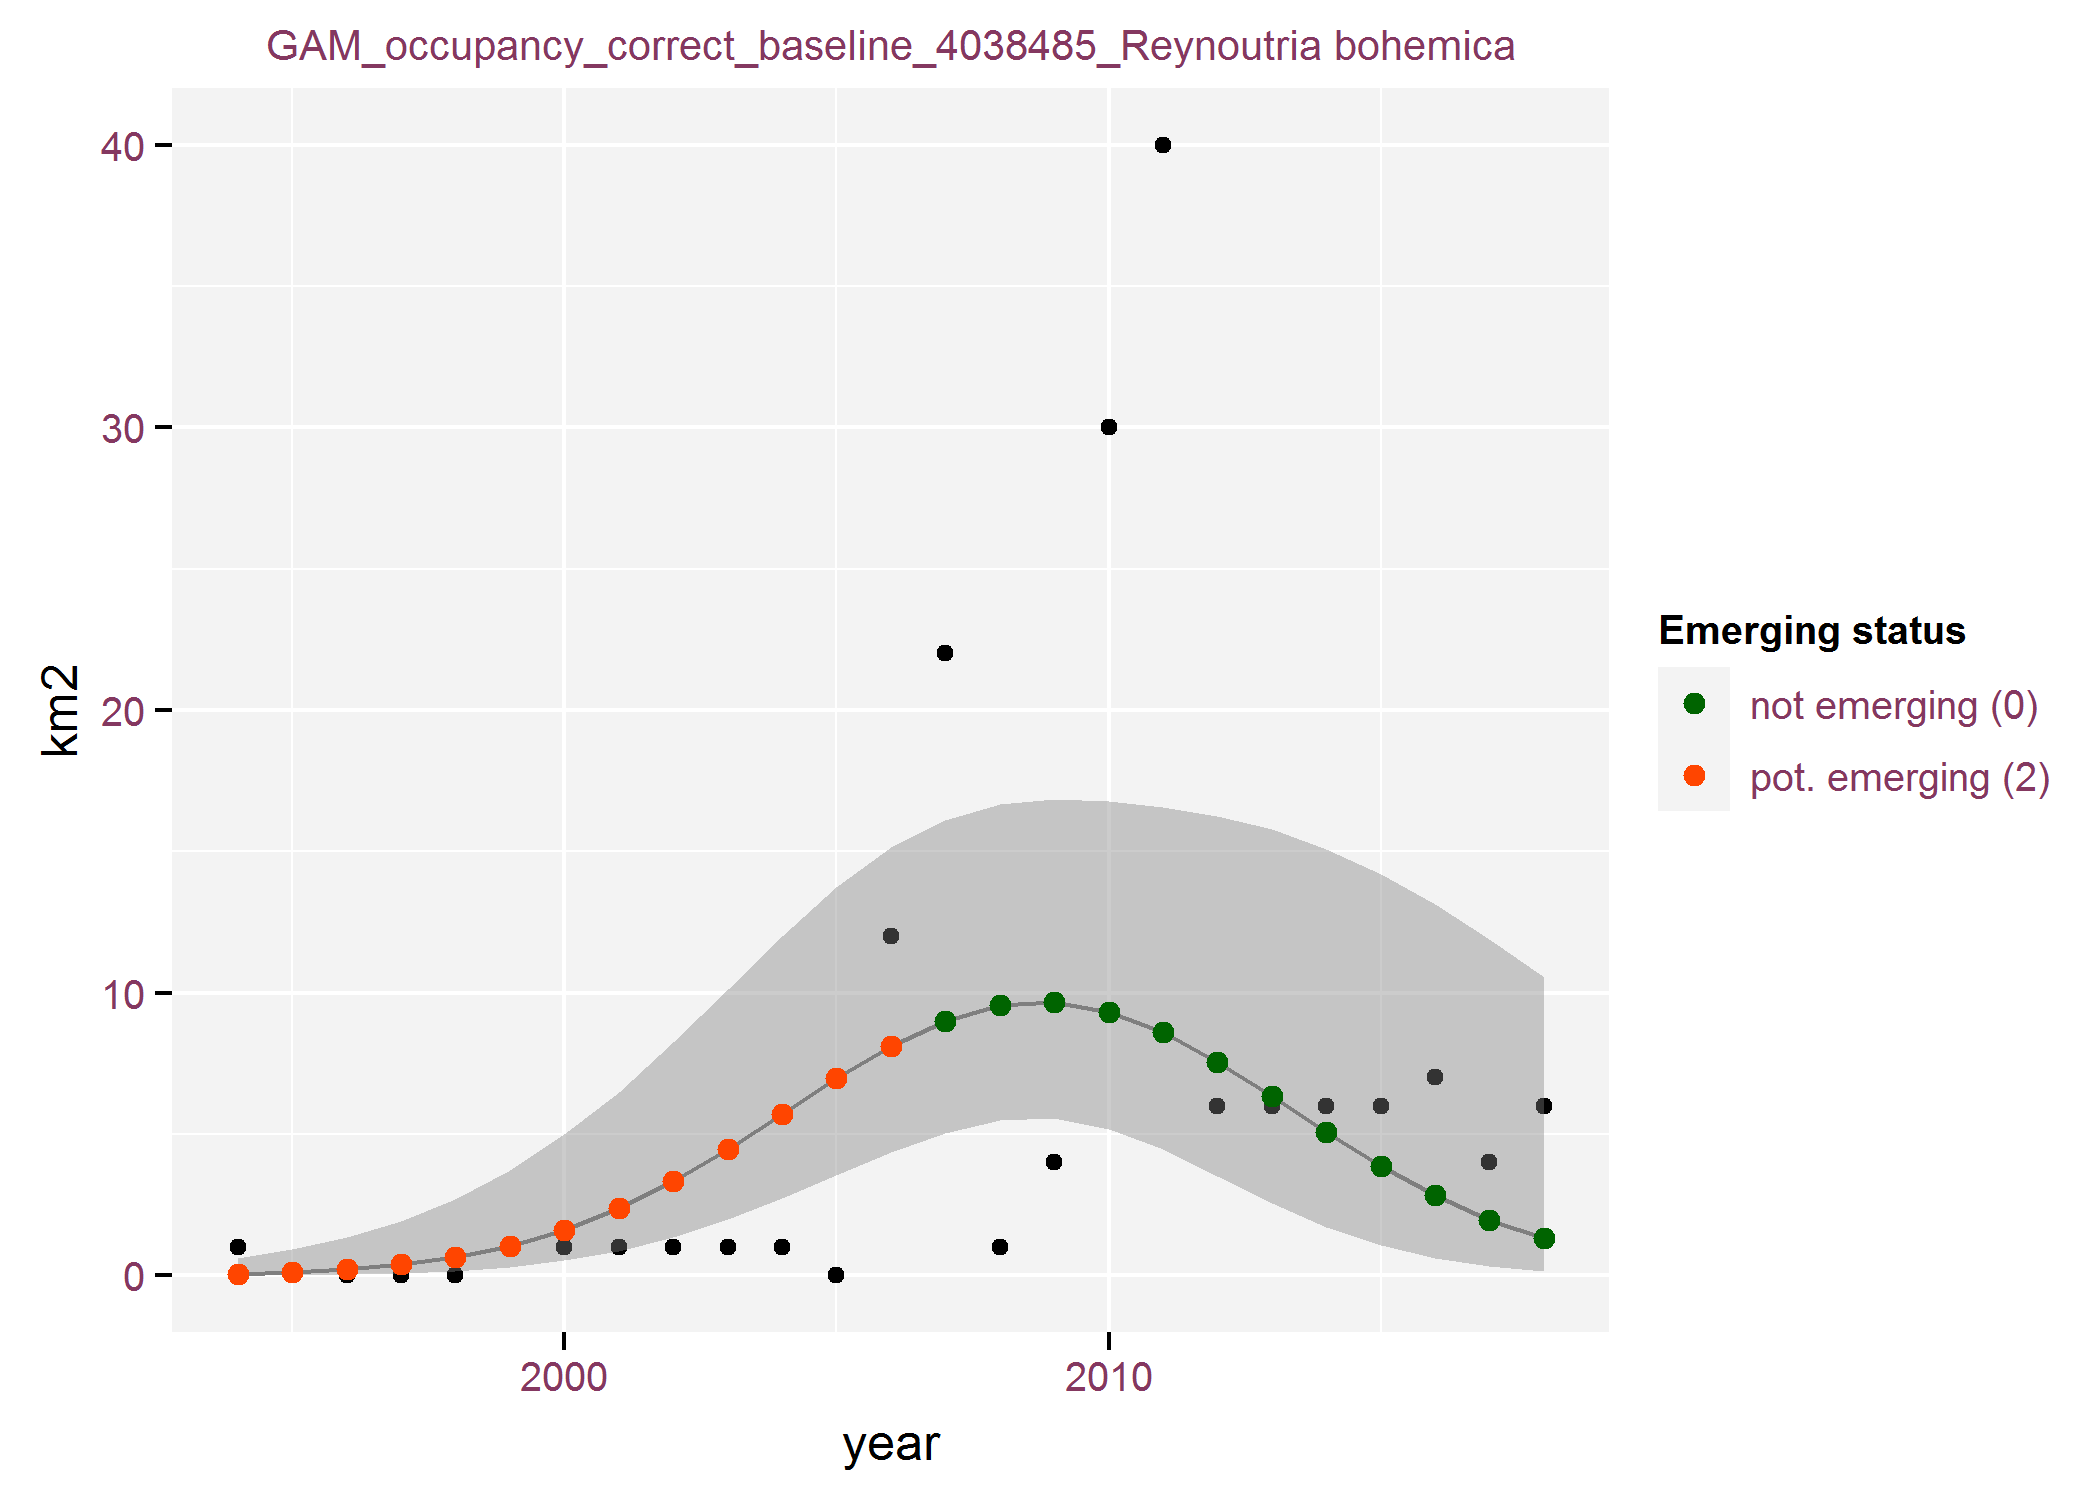 GAM_occupancy_correct_baseline_4038485_Reynoutria bohemica
40
30
20
10
0
km2
2000
2010
year
Emerging status
not emerging (0)
pot. emerging (2)